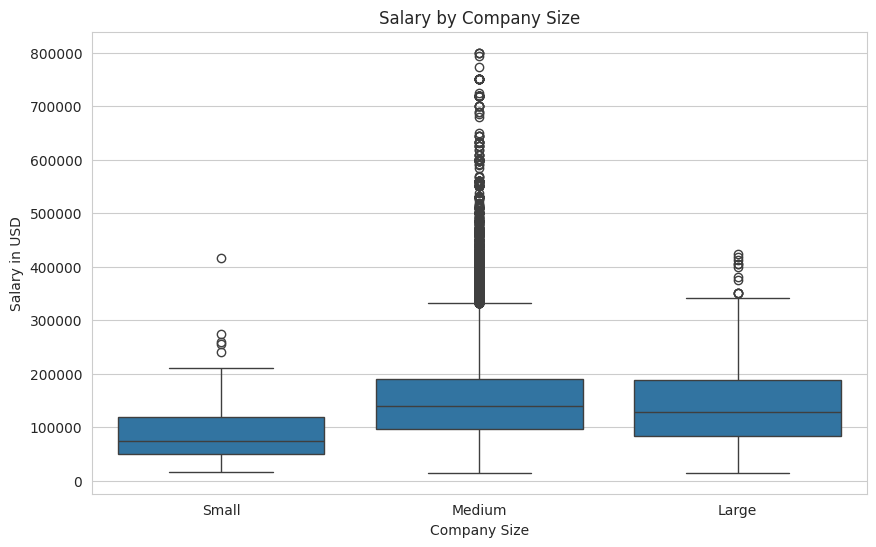 Salary by Company Size
Salary in USD
800000
700000
600000
500000
400000
300000
200000
100000
0
Small Medium Large
Company Size